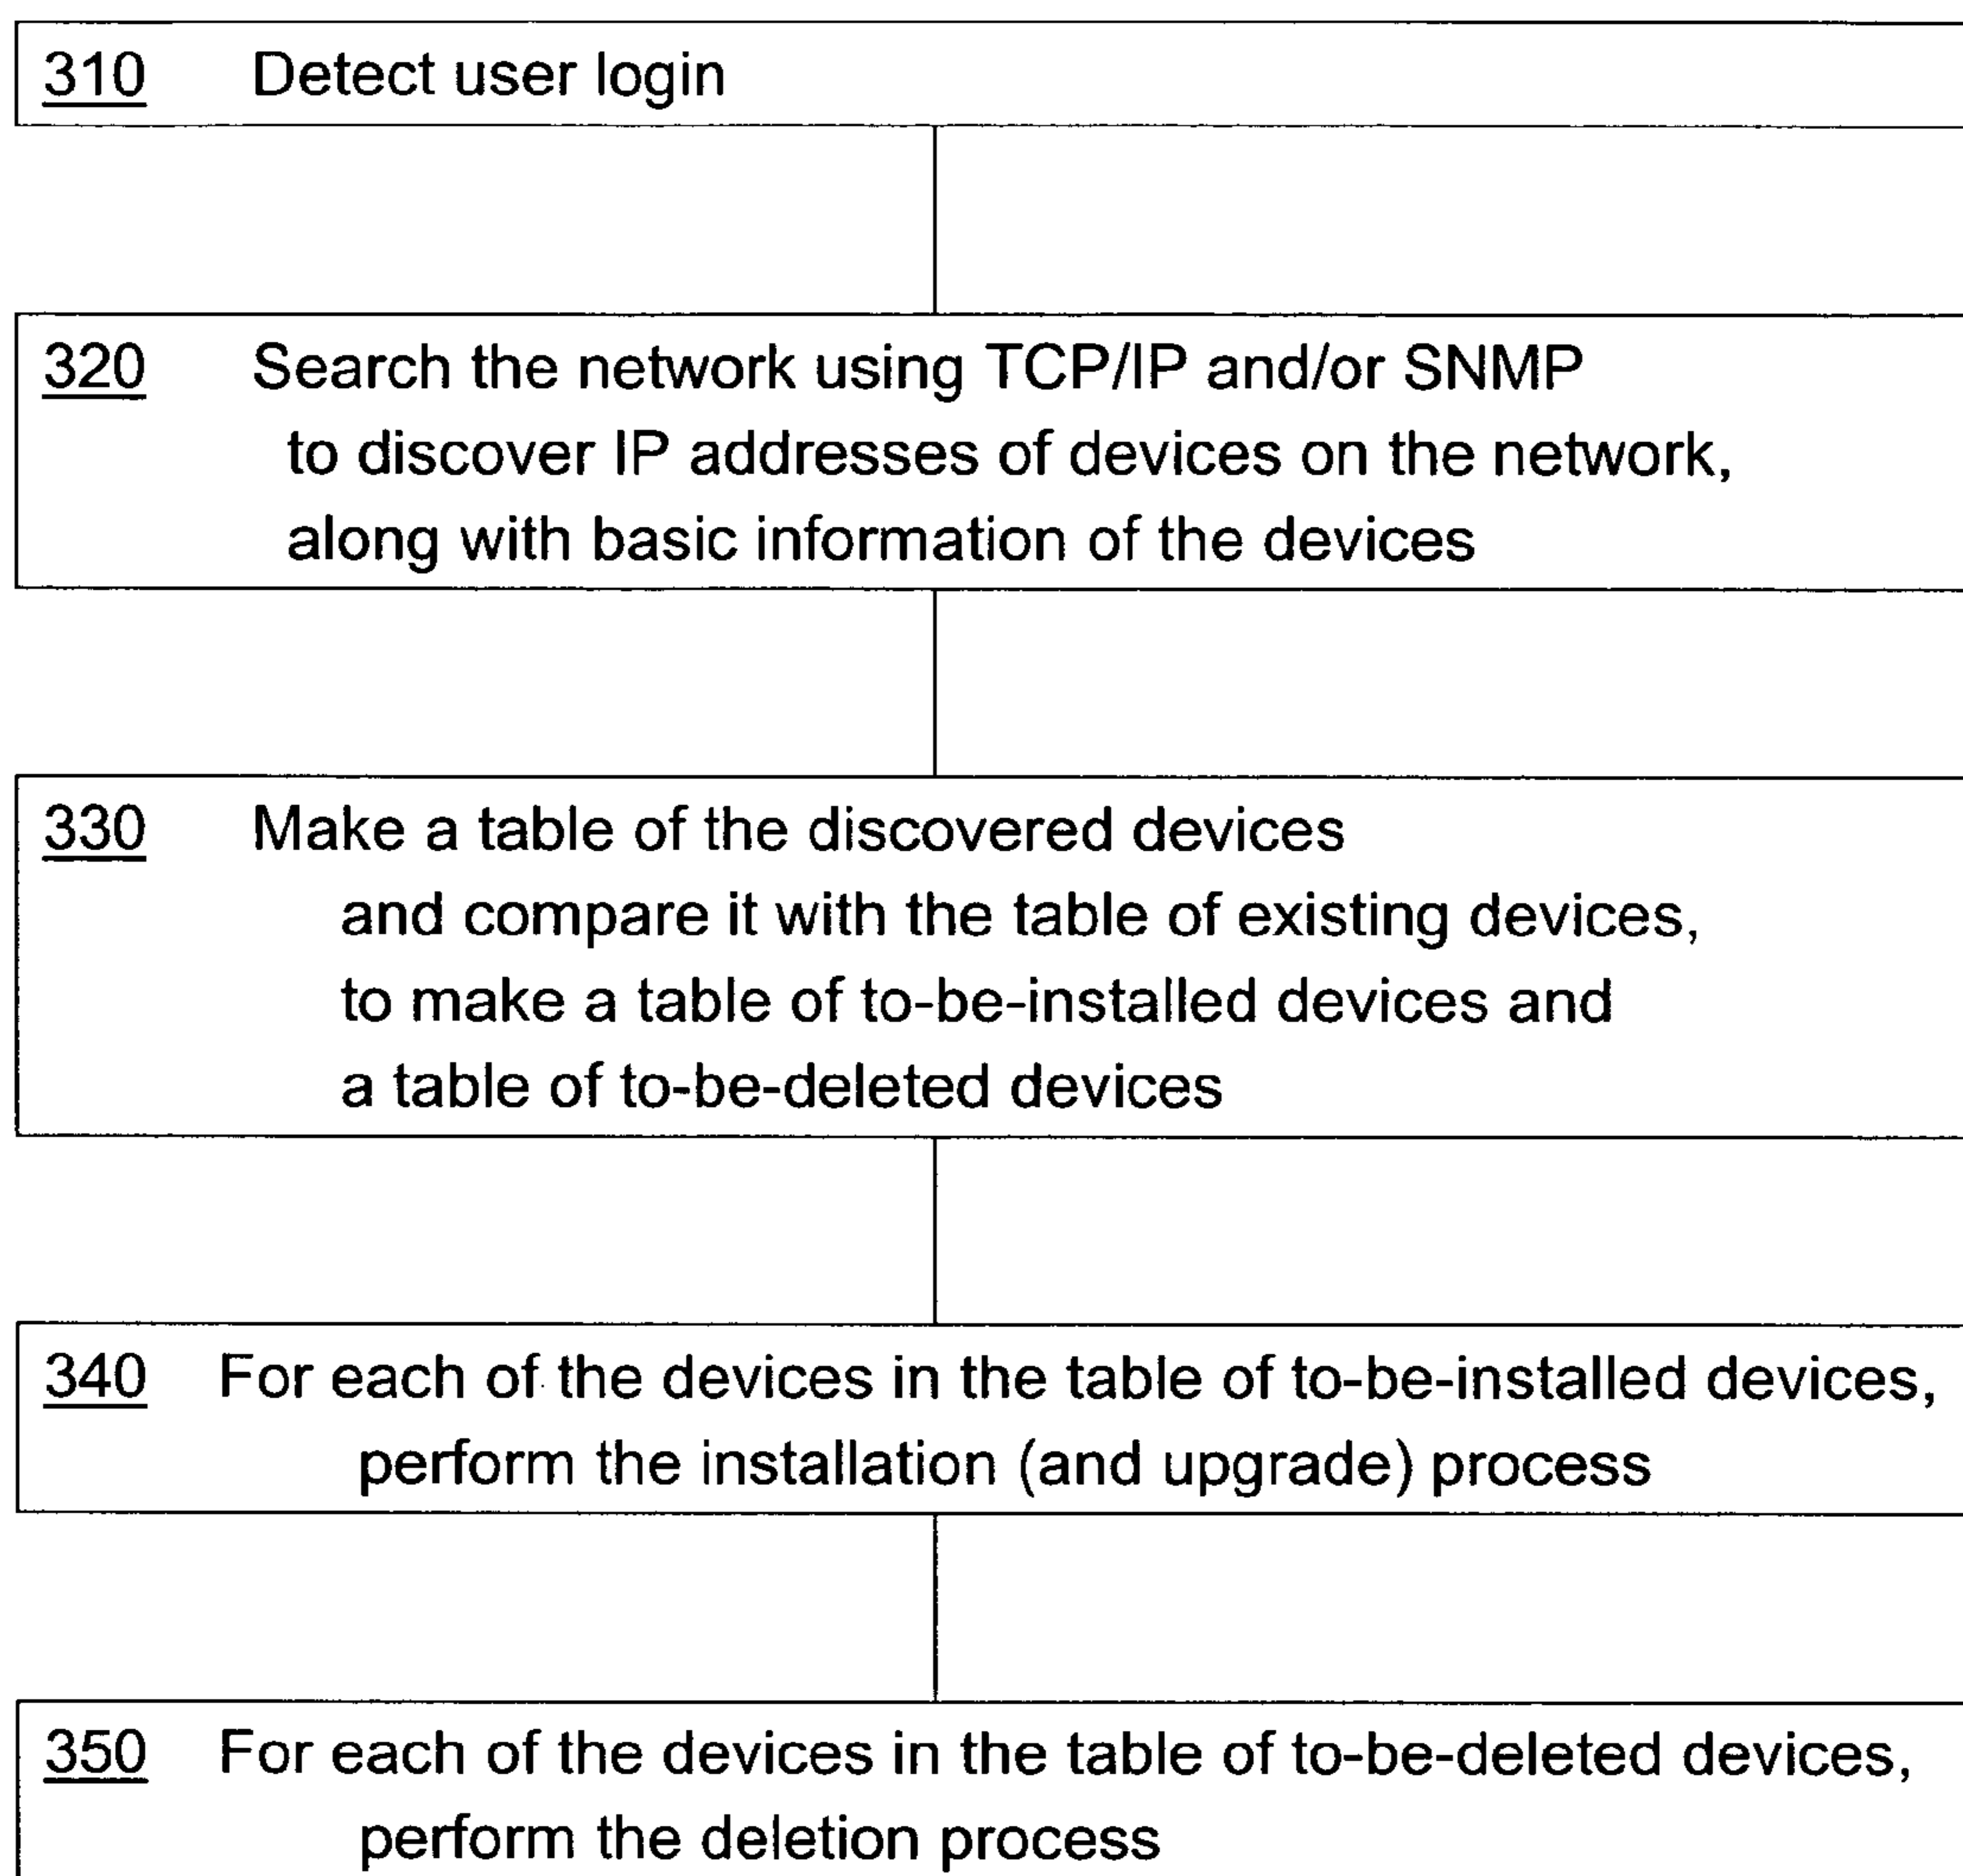 310 Detect user login
320 Search the network using TCP/IP and/or SNMP
to discover IP addresses of devices on the network,
along with basic information of the devices
330 Make a table of the discovered devices
and compare it with the table of existing devices,
to make a table of to-be-installed devices and
a table of to-be-deleted devices
340 For each of the devices in the table of to-be-installed devices,
perform the installation (and upgrade) process
350 For each of the devices in the table of to-be-deleted devices,
perform the deletion process